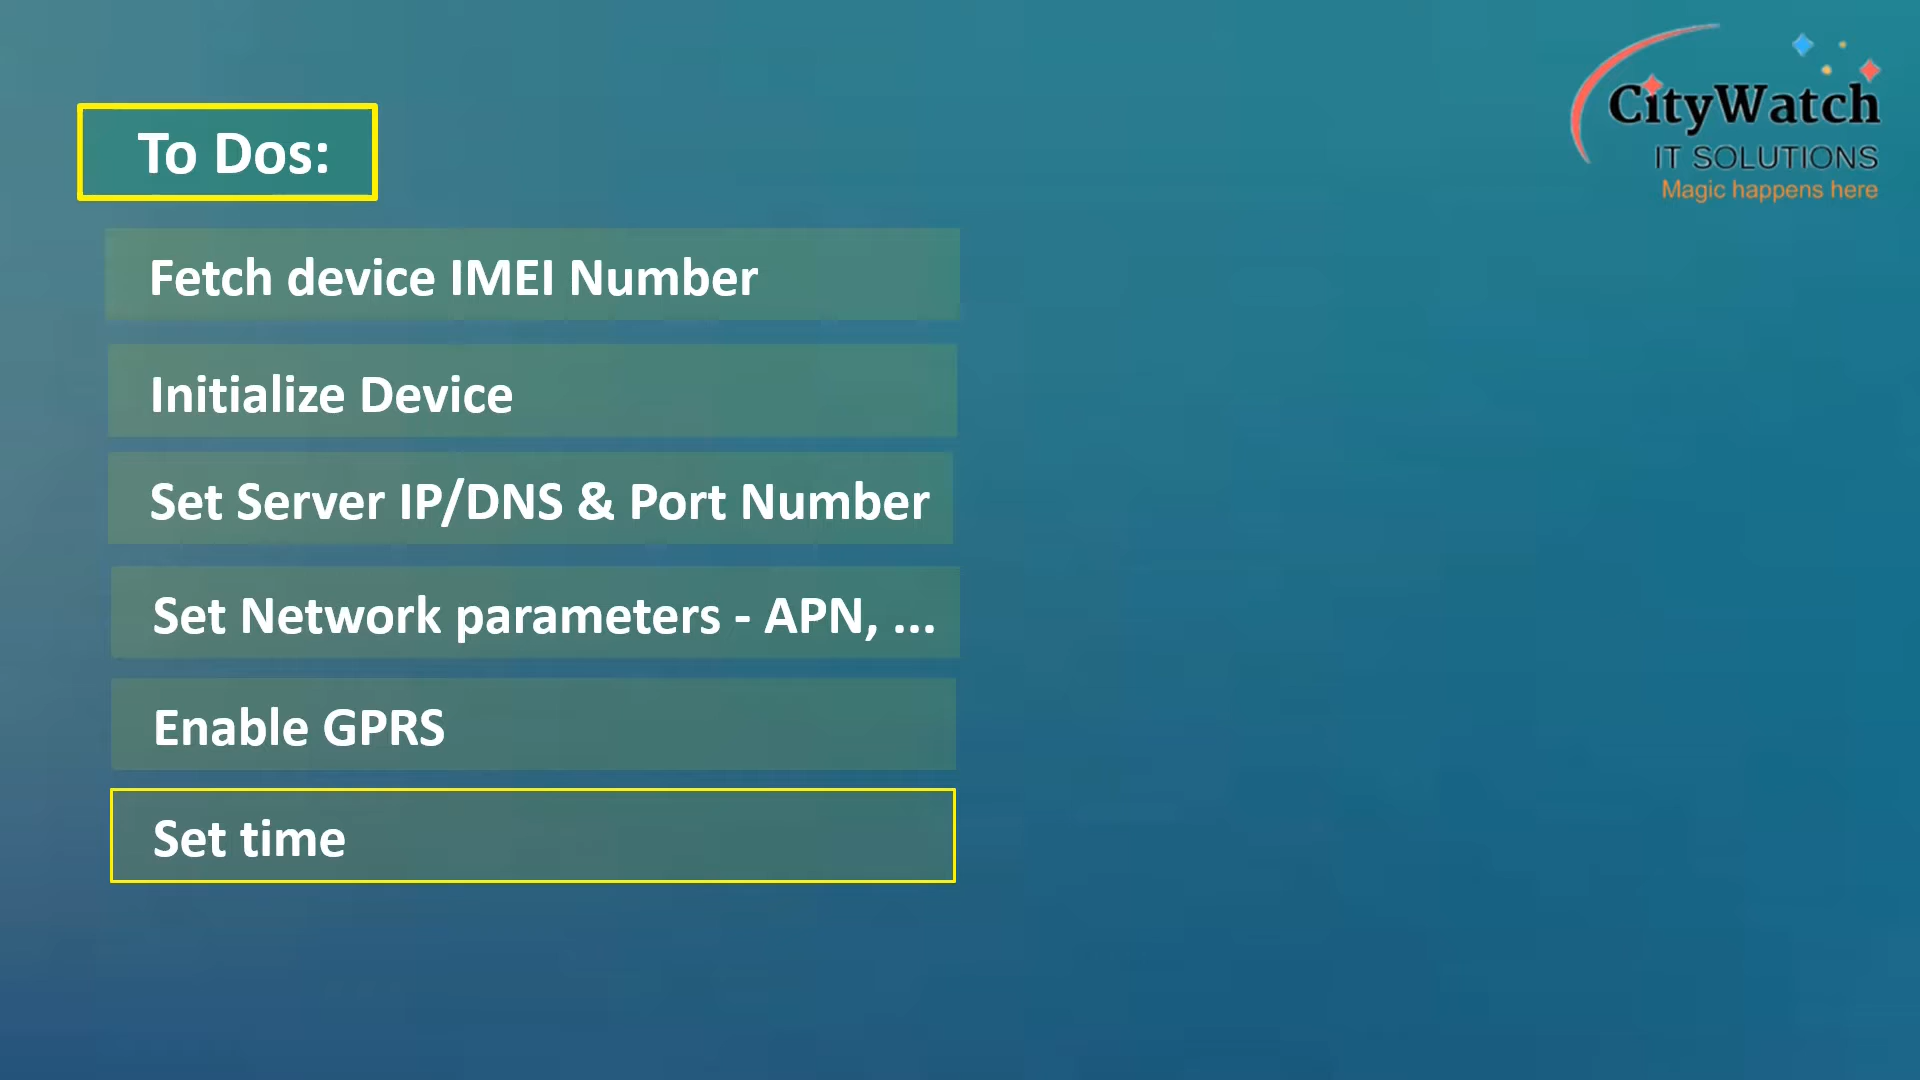 CityWatch
IT SOLUTIONS
Magic happens here
To Dos:
Fetch device IMEI Number
Initialize Device
Set Server IP/DNS & Port Number
Set Network parameters - APN, ...
Enable GPRS
Set time